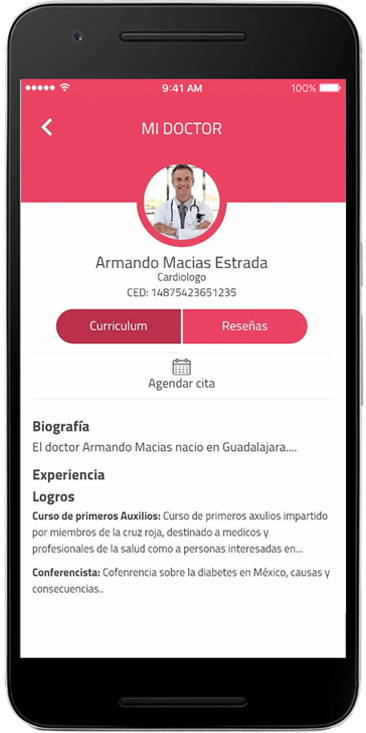 9:41 AM 100%
MI DOCTOR
Armando Macias Estrada
Cardiologo
CED: 14875423651235
Curriculum Reseñas
Agendar cita
Biografía
El doctor Armando Macias nacio en Guadalajara....
Experiencia
Logros
Curso de primeros Auxilios: Curso de primeros axulios impartido
por miembros de la cruz roja, destinado a medicos y
profesionales de la salud como a personas interesadas en...
Conferencista: Cofenrencia sobre la diabetes en México, causas y
consecuencias..